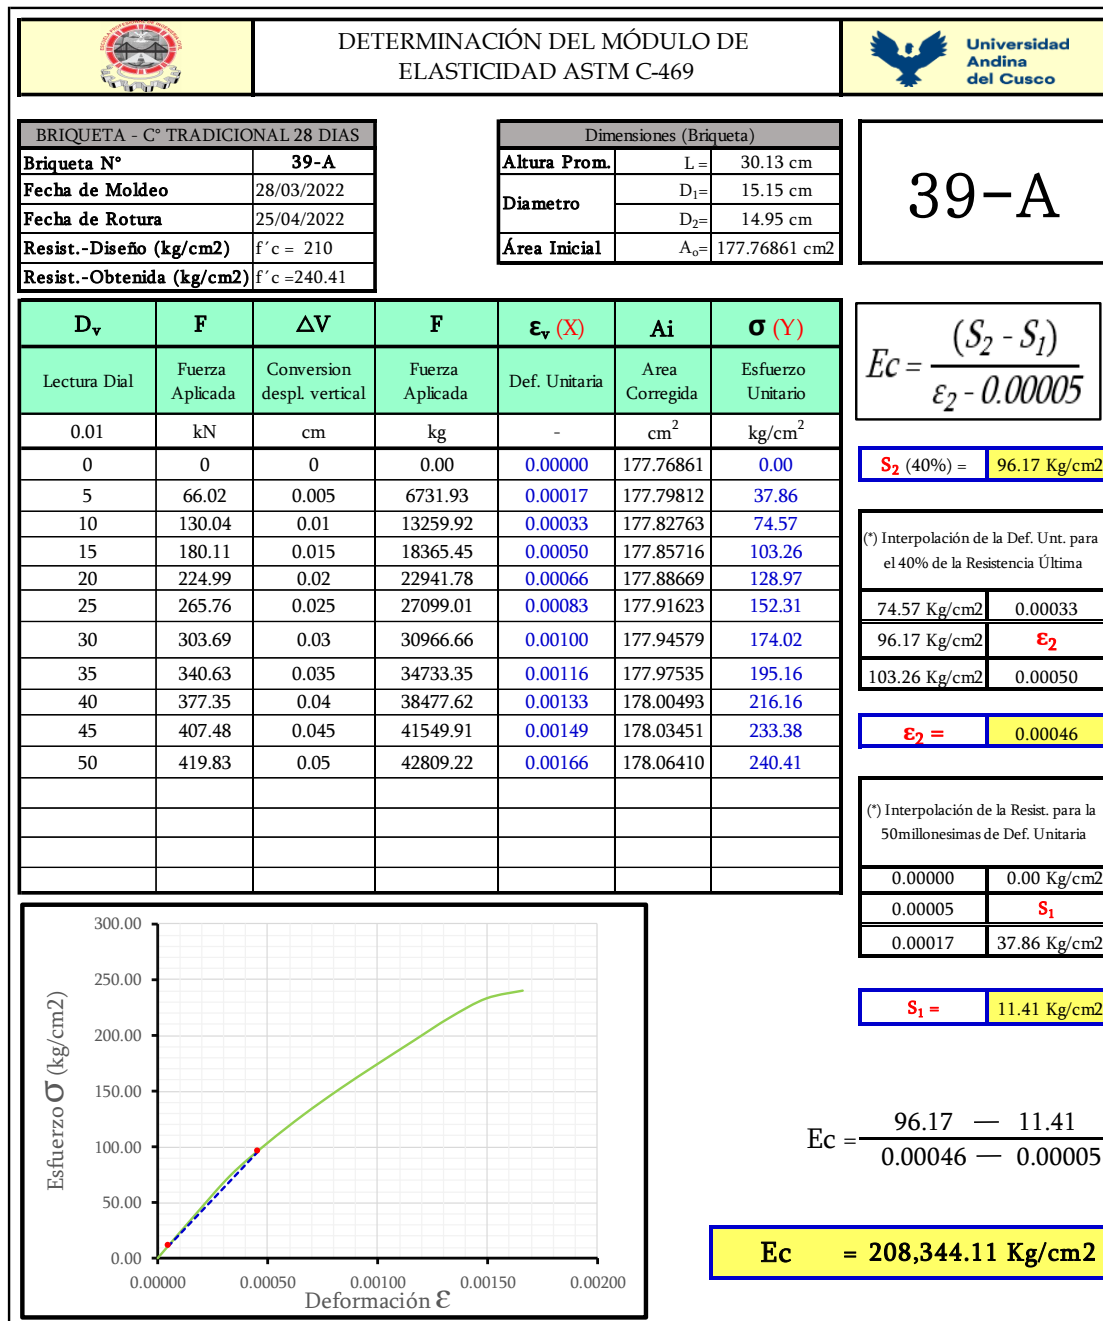 DETERMINACIÓN DEL MÓDULO DE
ELASTICIDAD ASTM C-469
Universidad
Andina
del Cusco
BRIQUETA - C° TRADICIONAL 28 DIAS
Briqueta N° 39-A
Fecha de Moldeo 28/03/2022
Fecha de Rotura 25/04/2022
Resist.-Diseño (kg/cm2) f´c = 210
Resist.-Obtenida (kg/cm2) f´c =240.41
Dimensiones (Briqueta)
Altura Prom. L = 30.13 cm
Diametro D₁= 15.15 cm
D₂= 14.95 cm
Área Inicial Aₒ= 177.76861 cm2
39-A
Dᵥ F △V F εᵥ (X) Ai σ (Y)
Lectura Dial Fuerza Aplicada Conversion despl. vertical Fuerza Aplicada Def. Unitaria Area Corregida Esfuerzo Unitario
0.01 kN cm kg - cm² kg/cm²
0 0 0 0.00 0.00000 177.76861 0.00
5 66.02 0.005 6731.93 0.00017 177.79812 37.86
10 130.04 0.01 13259.92 0.00033 177.82763 74.57
15 180.11 0.015 18365.45 0.00050 177.85716 103.26
20 224.99 0.02 22941.78 0.00066 177.88669 128.97
25 265.76 0.025 27099.01 0.00083 177.91623 152.31
30 303.69 0.03 30966.66 0.00100 177.94579 174.02
35 340.63 0.035 34733.35 0.00116 177.97535 195.16
40 377.35 0.04 38477.62 0.00133 178.00493 216.16
45 407.48 0.045 41549.91 0.00149 178.03451 233.38
50 419.83 0.05 42809.22 0.00166 178.06410 240.41
Ec = (S₂ - S₁) / ε₂ - 0.00005
S₂ (40%) = 96.17 Kg/cm2
(*) Interpolación de la Def. Unt. para
el 40% de la Resistencia Última
74.57 Kg/cm2 0.00033
96.17 Kg/cm2 ε₂
103.26 Kg/cm2 0.00050
ε₂ = 0.00046
(*) Interpolación de la Resist. para la
50millonesimas de Def. Unitaria
0.00000 0.00 Kg/cm2
0.00005 S₁
0.00017 37.86 Kg/cm2
S₁ = 11.41 Kg/cm2
300.00
250.00
200.00
150.00
100.00
50.00
0.00
Esfuerzo σ (kg/cm2)
0.00000 0.00050 0.00100 0.00150 0.00200
Deformación ε
96.17 — 11.41
Ec =
0.00046 — 0.00005
Ec = 208,344.11 Kg/cm2